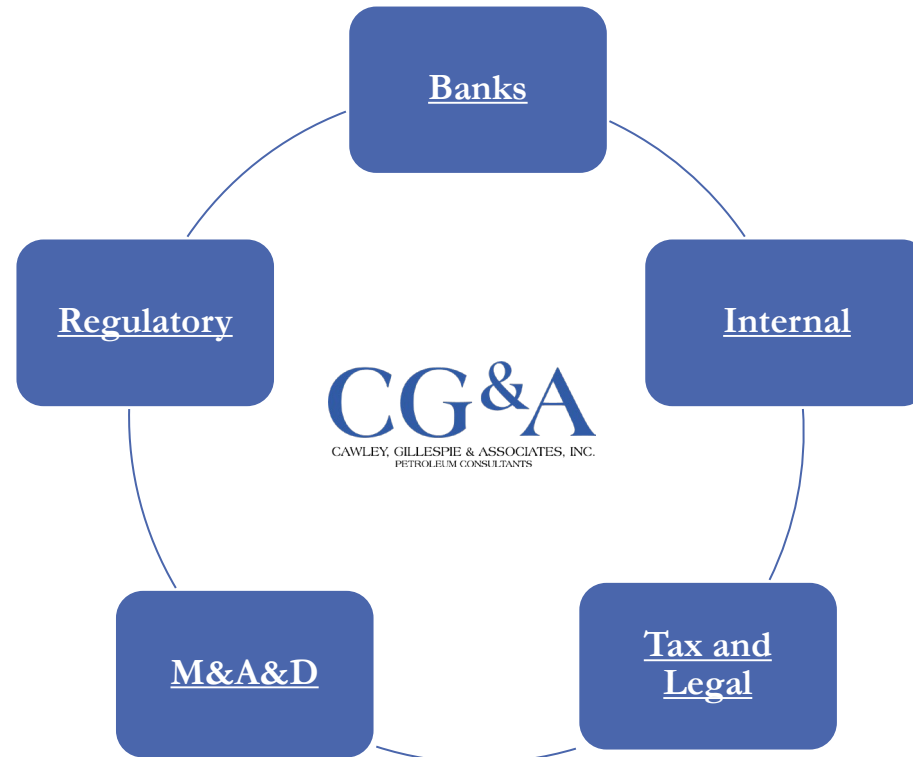 Banks
Regulatory
Internal
CG&A
CAWLEY, GILLESPIE & ASSOCIATES, INC.
PETROLEUM CONSULTANTS
M&A&D
Tax and
Legal